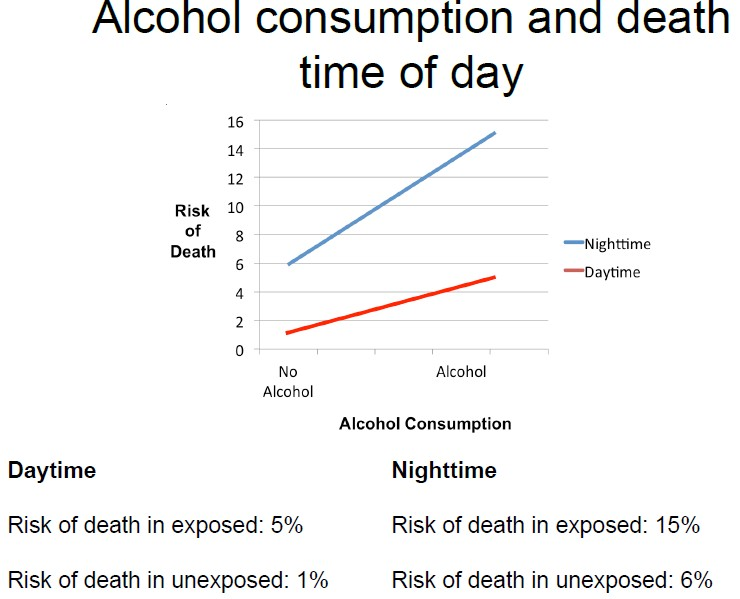 Alcohol consumption and death
time of day
16
14
12
10
8
6
4
2
0
Risk
of
Death
Nighttime
Daytime
No
Alcohol
Alcohol
Alcohol Consumption
Daytime
Nighttime
Risk of death in exposed: 5%
Risk of death in exposed: 15%
Risk of death in unexposed: 1%
Risk of death in unexposed: 6%